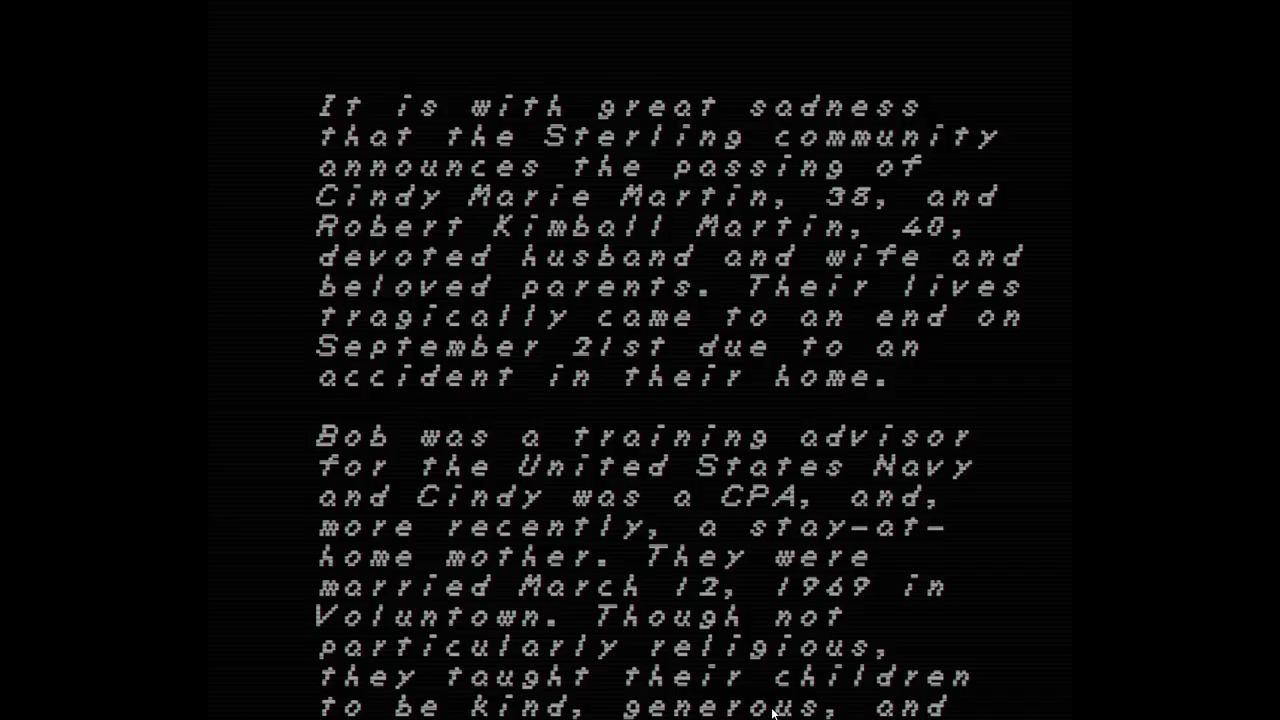 It is with great sadness
that the Sterling community
announces the passing of
Cindy Marie Martin, 38, and
Robert Kimball Martin, 40,
devoted husband and wife and
beloved parents. Their lives
tragically came to an end on
September 21st due to an
accident in their home.
Bob was a training advisor
for the United States Navy
and Cindy was a CPA, and,
more recently, a stay-at-
home mother. They were
married March 12, 1969 in
Voluntown. Though not
particularly religious,
they taught their children
to be kind, generous, and